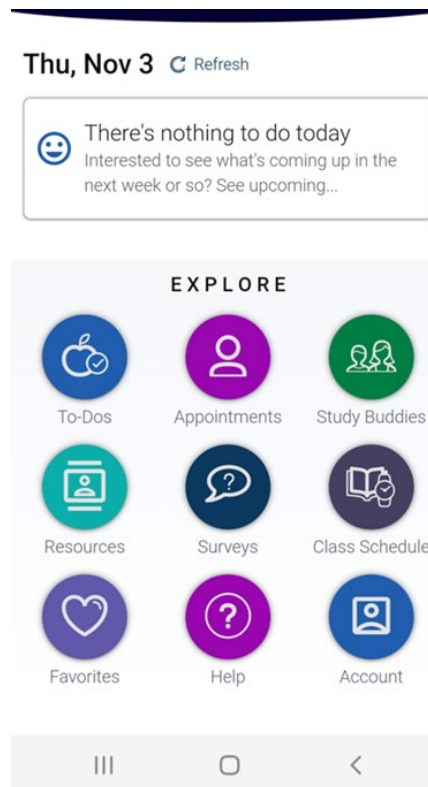 Thu, Nov 3 Refresh
There's nothing to do today
Interested to see what's coming up in the
next week or so? See upcoming...
EXPLORE
To-Dos Appointments Study Buddies
Resources Surveys Class Schedule
Favorites Help Account